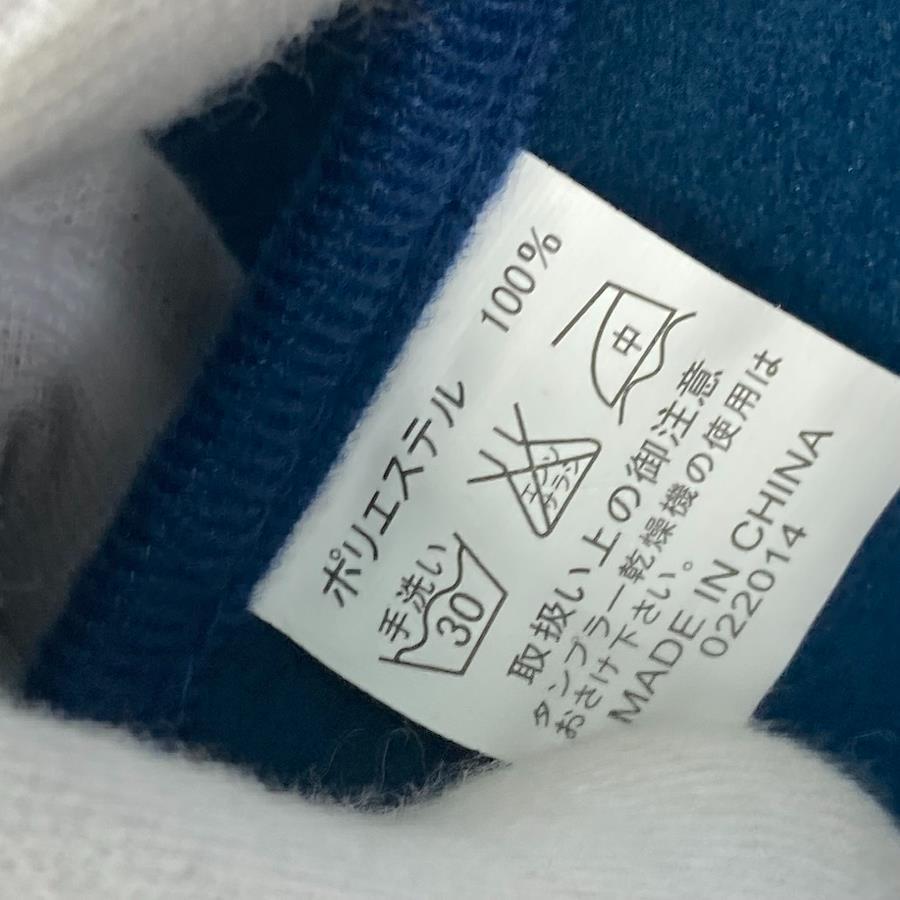 ポリエステル 100%
手洗い
30
エンソ
サラシ
中
取扱い上の御注意
タンブラー乾燥機の使用は
おさけ下さい。
MADE IN CHINA
022014